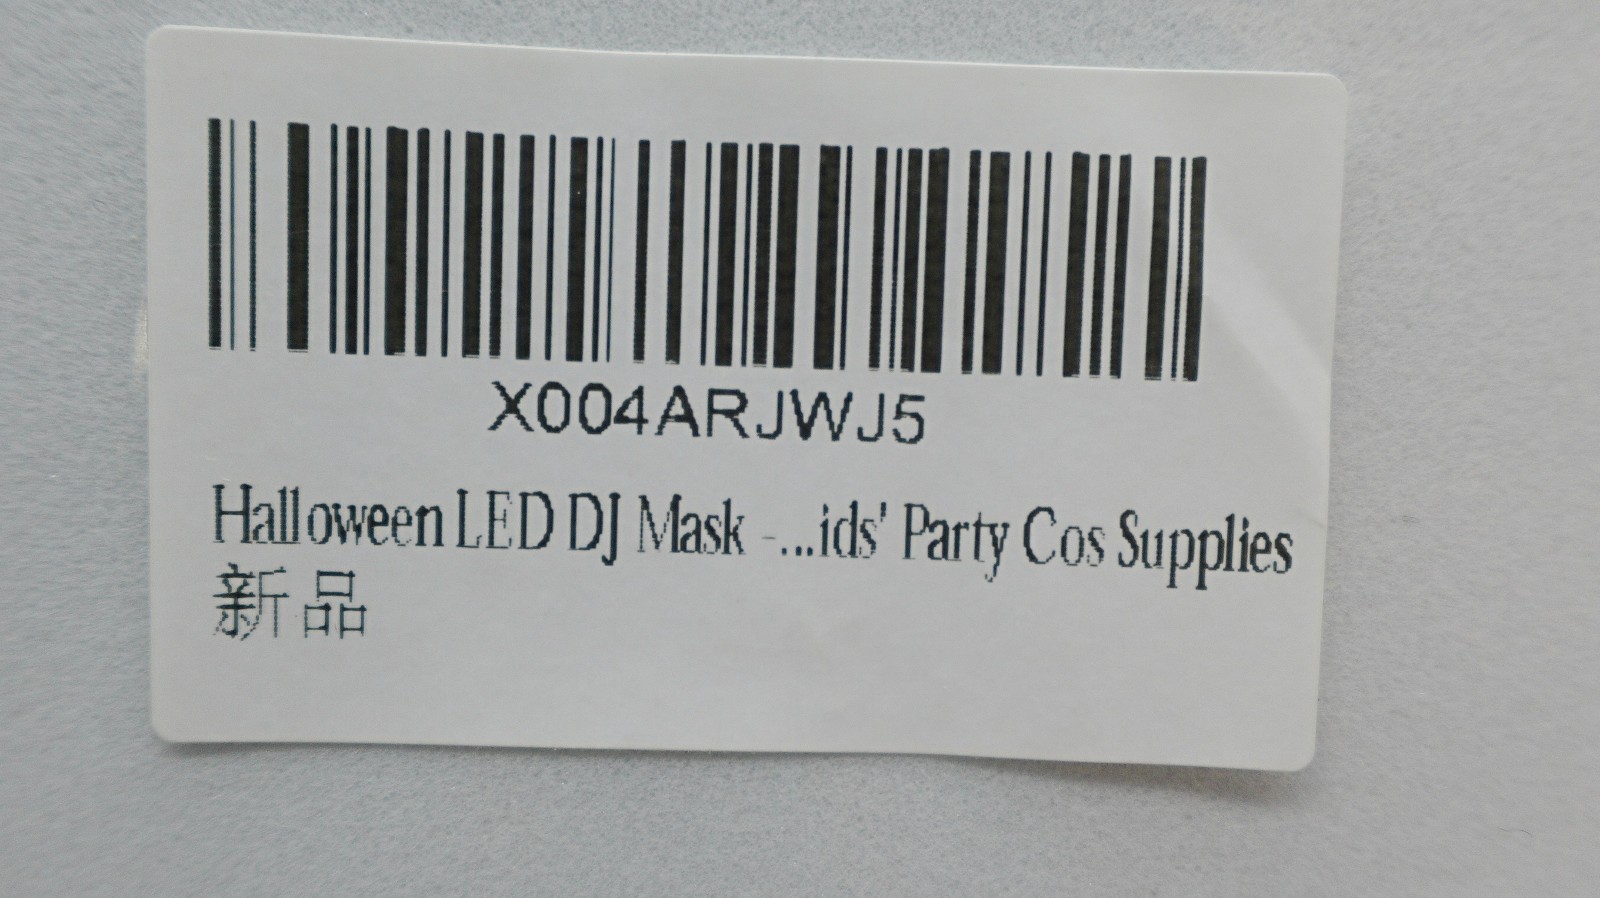 X004ARJWJ5
Halloween LED DJ Mask -...ids' Party Cos Supplies
新品